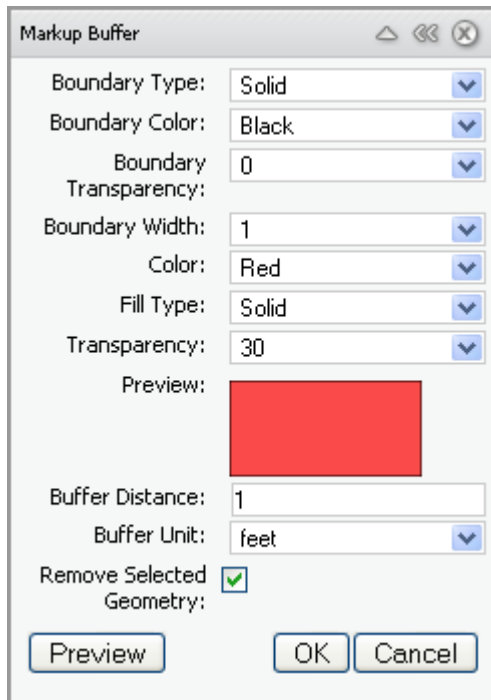 Markup Buffer
Boundary Type: Solid
Boundary Color: Black
Boundary
Transparency: 0
Boundary Width: 1
Color: Red
Fill Type: Solid
Transparency: 30
Preview:
Buffer Distance: 1
Buffer Unit: feet
Remove Selected
Geometry:
Preview OK Cancel